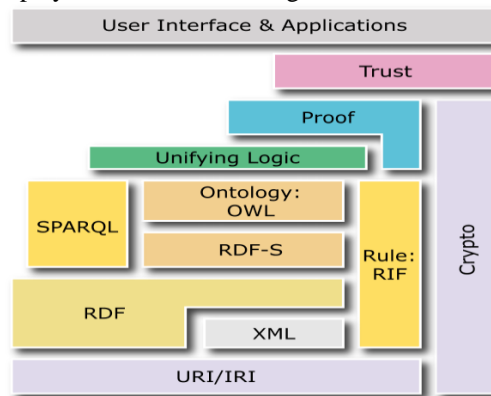 User Interface & Applications
Trust
Proof
Unifying Logic
Ontology:
OWL
SPARQL
RDF-S
Rule:
RIF
Crypto
RDF
XML
URI/IRI